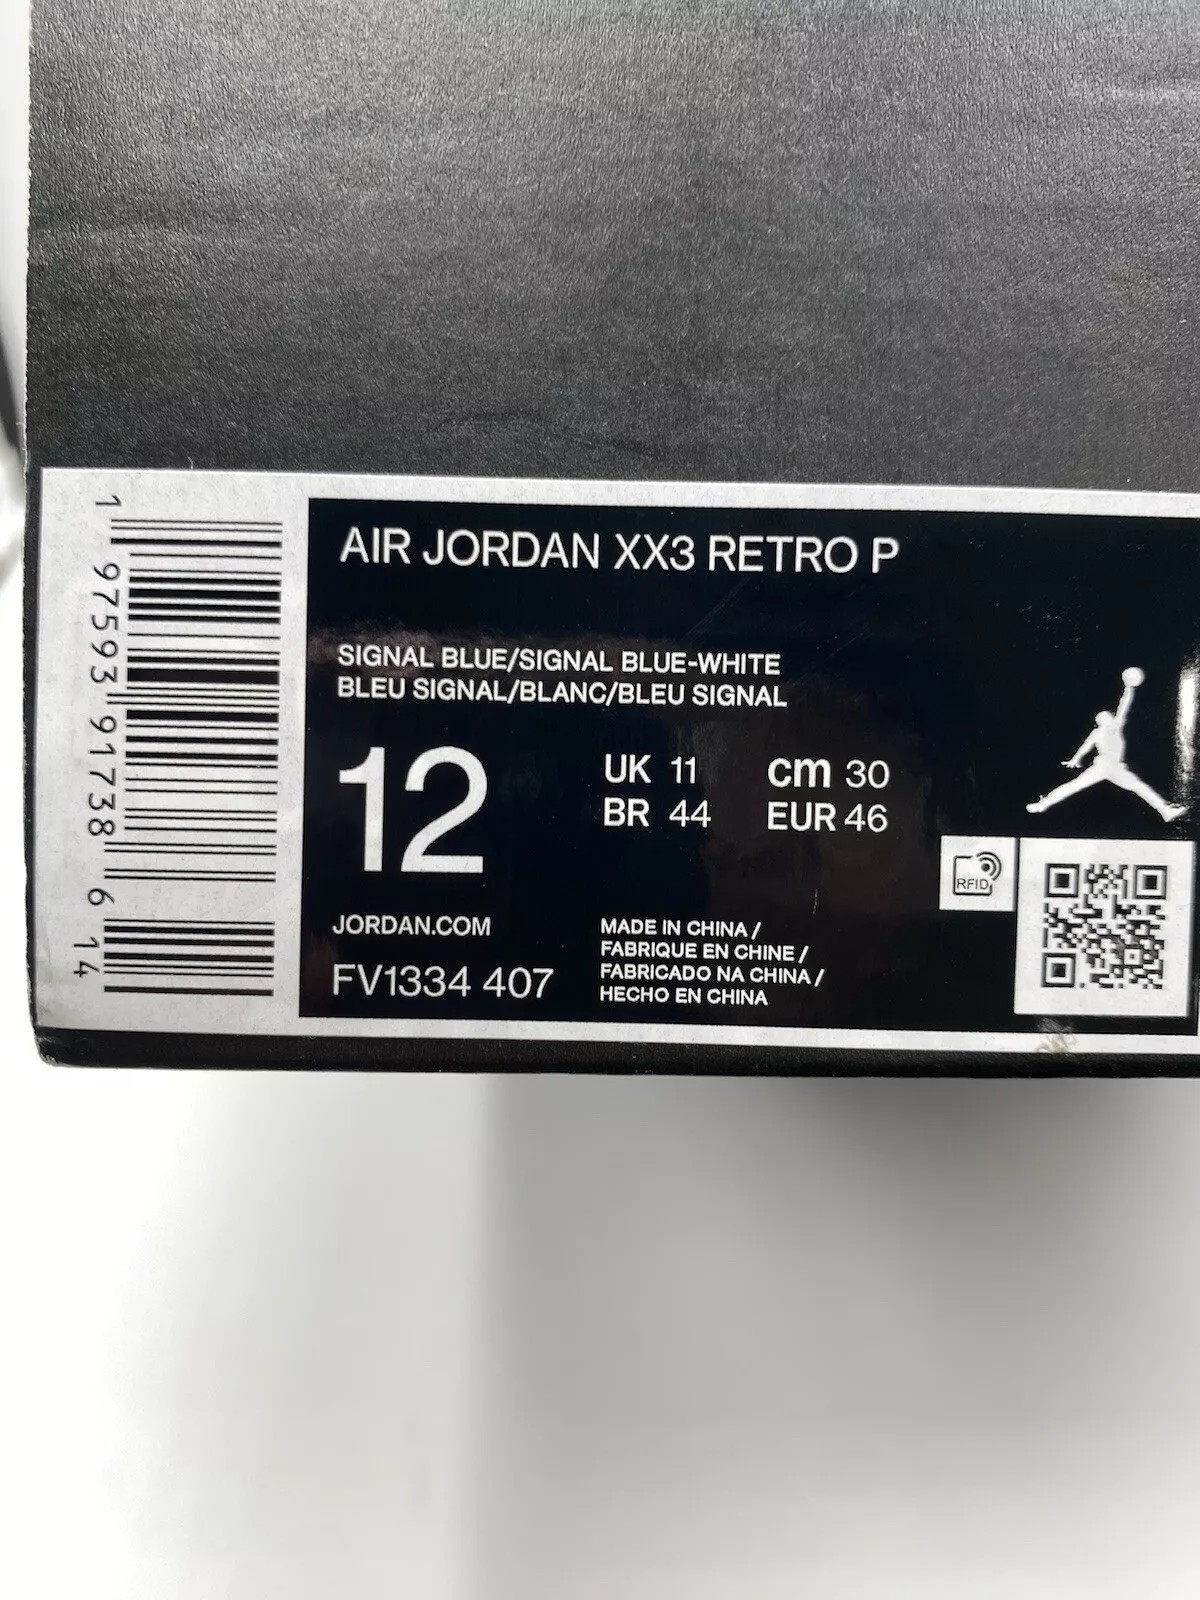 1 97593 91738 6 14
AIR JORDAN XX3 RETRO P
SIGNAL BLUE/SIGNAL BLUE-WHITE
BLEU SIGNAL/BLANC/BLEU SIGNAL
12
UK 11 cm 30
BR 44 EUR 46
RFID
JORDAN.COM
FV1334 407
MADE IN CHINA /
FABRIQUE EN CHINE /
FABRICADO NA CHINA /
HECHO EN CHINA